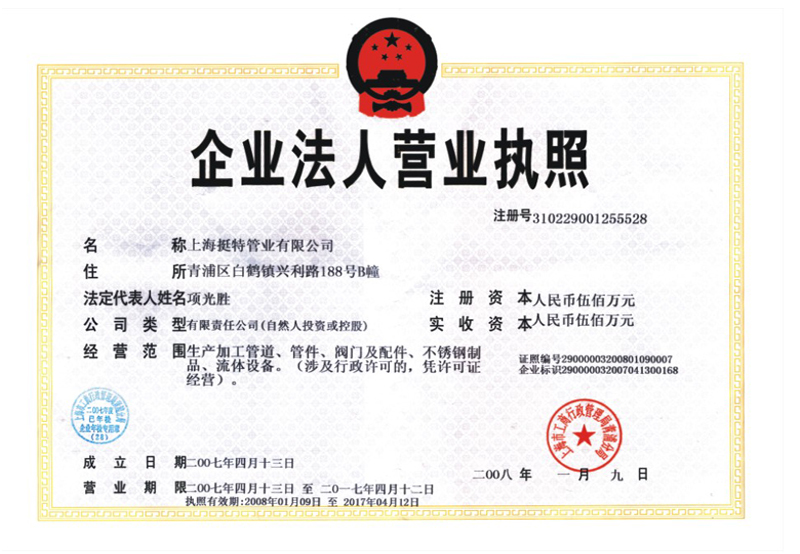 企业法人营业执照
注册号310229001255528
名 称上海挺特管业有限公司
住 所青浦区白鹤镇兴利路188号B幢
法定代表人姓名项光胜
注 册 资 本人民币伍佰万元
公 司 类 型有限责任公司(自然人投资或控股)
实 收 资 本人民币伍佰万元
经 营 范 围生产加工管道、管件、阀门及配件、不锈钢制
品、流体设备。（涉及行政许可的，凭许可证
经营）。
证照编号29000003200801090007
企业标识29000003200704130 0168
二00七年度
已年检
企业年检专用章
(28)
上海市工商行政管理局青浦分局
成 立 日 期二00七年四月十三日
二00八 年 一 月 九 日
营 业 期 限二00七年四月十三日 至 二0一七年四月十二日
执照有效期:2008年01月09日 至 2017年04月12日